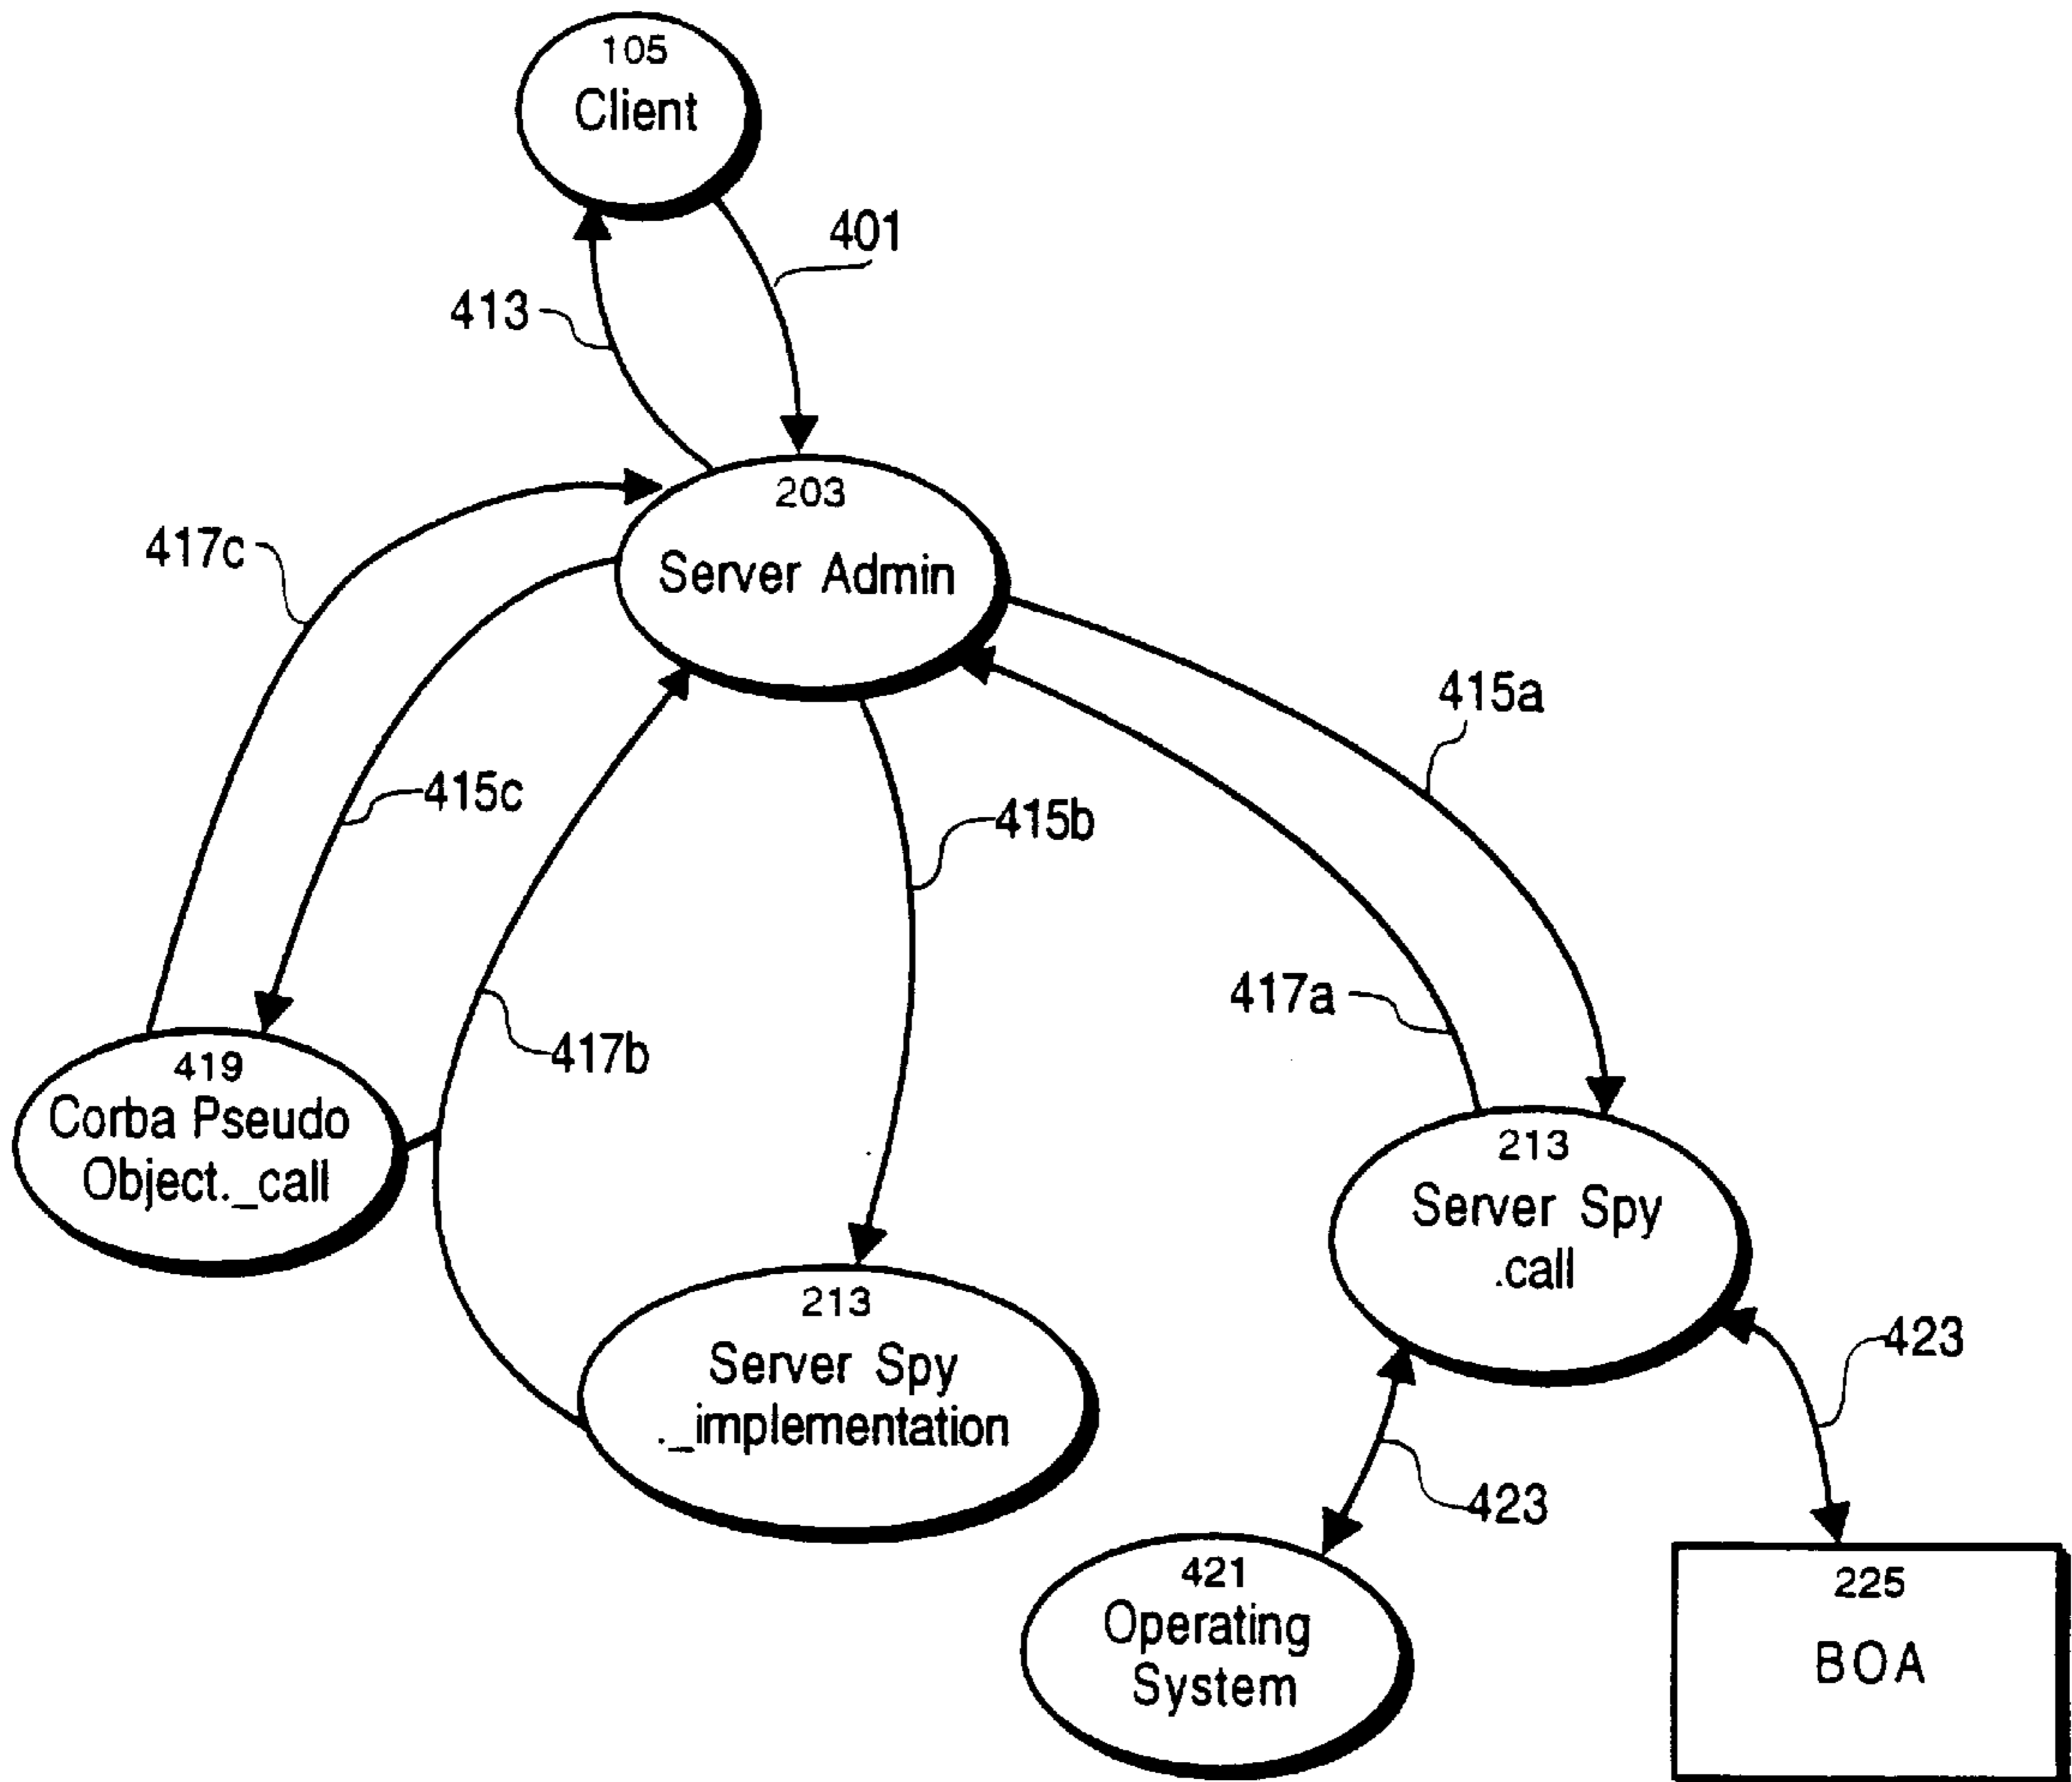 105
Client
401
413
203
Server Admin
417c
415a
415c
415b
417a
417b
419
Corba Pseudo
Object._call
213
Server Spy
.call
213
Server Spy
._implementation
423
423
421
Operating
System
225
BOA